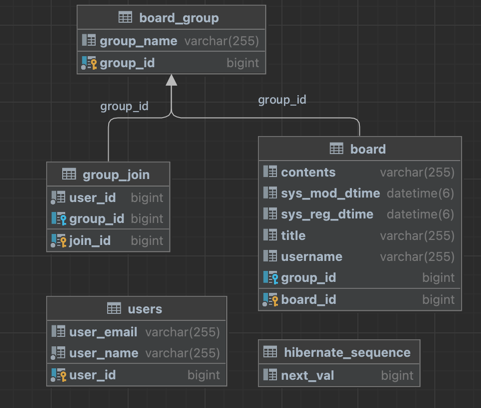 board_group
group_name varchar(255)
group_id bigint
group_id
group_id
group_join
user_id bigint
group_id bigint
join_id bigint
board
contents varchar(255)
sys_mod_dtime datetime(6)
sys_reg_dtime datetime(6)
title varchar(255)
username varchar(255)
group_id bigint
board_id bigint
users
user_email varchar(255)
user_name varchar(255)
user_id bigint
hibernate_sequence
next_val bigint